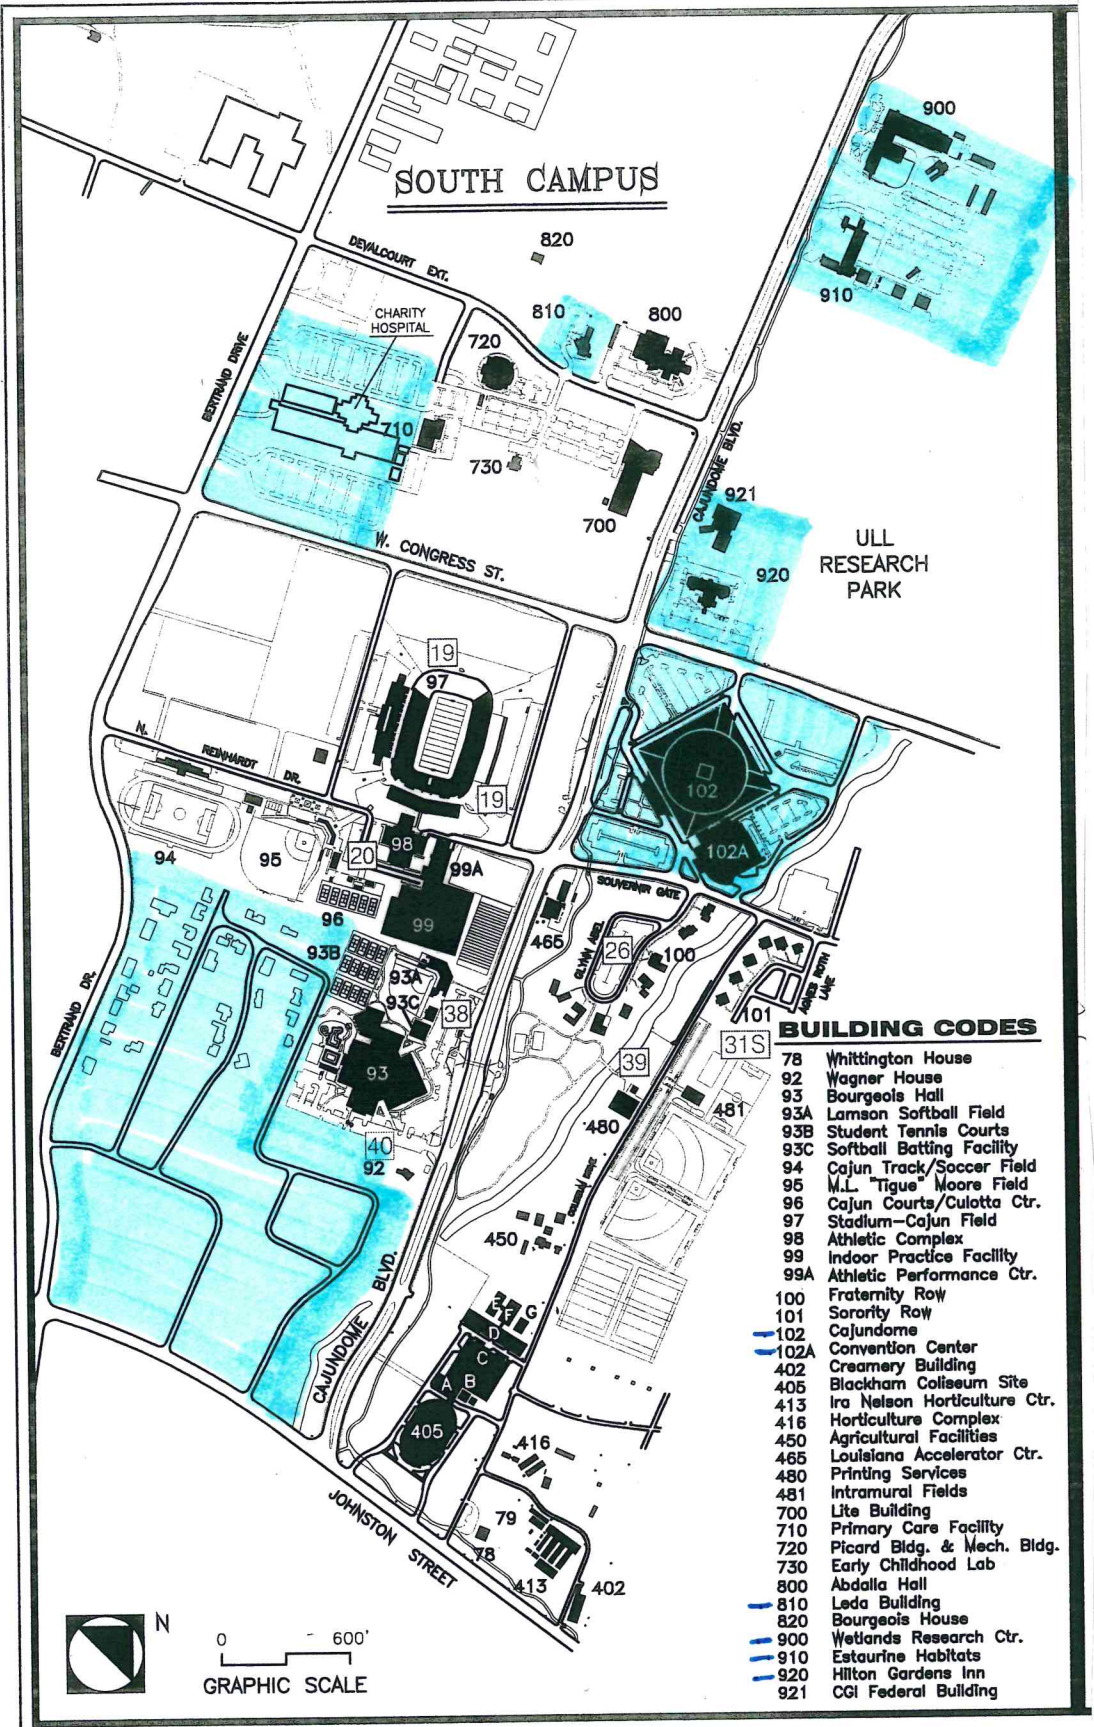 SOUTH CAMPUS
900
820
DEVALCOURT EXT.
910
810
800
CHARITY
HOSPITAL
720
BERTRAND DRIVE
710
CAJUNDOME BLVD.
730
921
700
W. CONGRESS ST.
920
ULL
RESEARCH
PARK
19
97
N. REINHARDT DR.
102
19
98
20
99A
102A
94
95
SOUVERNIR GATE
96
99
465
GLYNN ABEL
26
100
93B
93A
93C
38
AGNES ROTH
LANE
101
BERTRAND DR.
31S
39
93
481
480
40
92
450
CAJUNDOME BLVD.
E
F
G
D
C
A
B
405
416
JOHNSTON STREET
79
78
413
402
BUILDING CODES
78 Whittington House
92 Wagner House
93 Bourgeois Hall
93A Lamson Softball Field
93B Student Tennis Courts
93C Softball Batting Facility
94 Cajun Track/Soccer Field
95 M.L. "Tigue" Moore Field
96 Cajun Courts/Culotta Ctr.
97 Stadium-Cajun Field
98 Athletic Complex
99 Indoor Practice Facility
99A Athletic Performance Ctr.
100 Fraternity Row
101 Sorority Row
102 Cajundome
102A Convention Center
402 Creamery Building
405 Blackham Coliseum Site
413 Ira Nelson Horticulture Ctr.
416 Horticulture Complex
450 Agricultural Facilities
465 Louisiana Accelerator Ctr.
480 Printing Services
481 Intramural Fields
700 Lite Building
710 Primary Care Facility
720 Picard Bldg. & Mech. Bldg.
730 Early Childhood Lab
800 Abdalla Hall
810 Leda Building
820 Bourgeois House
900 Wetlands Research Ctr.
910 Estaurine Habitats
920 Hilton Gardens Inn
921 CGI Federal Building
N
0 600'
GRAPHIC SCALE